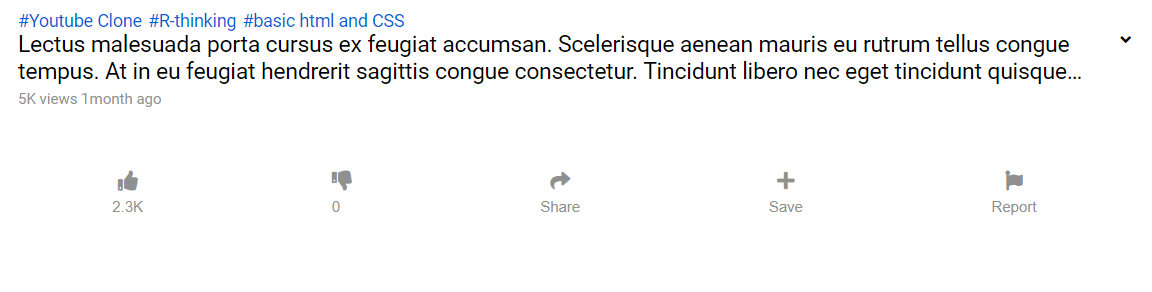 #Youtube Clone #R-thinking #basic html and CSS
Lectus malesuada porta cursus ex feugiat accumsan. Scelerisque aenean mauris eu rutrum tellus congue
tempus. At in eu feugiat hendrerit sagittis congue consectetur. Tincidunt libero nec eget tincidunt quisque...
5K views 1month ago
2.3K 0 Share Save Report